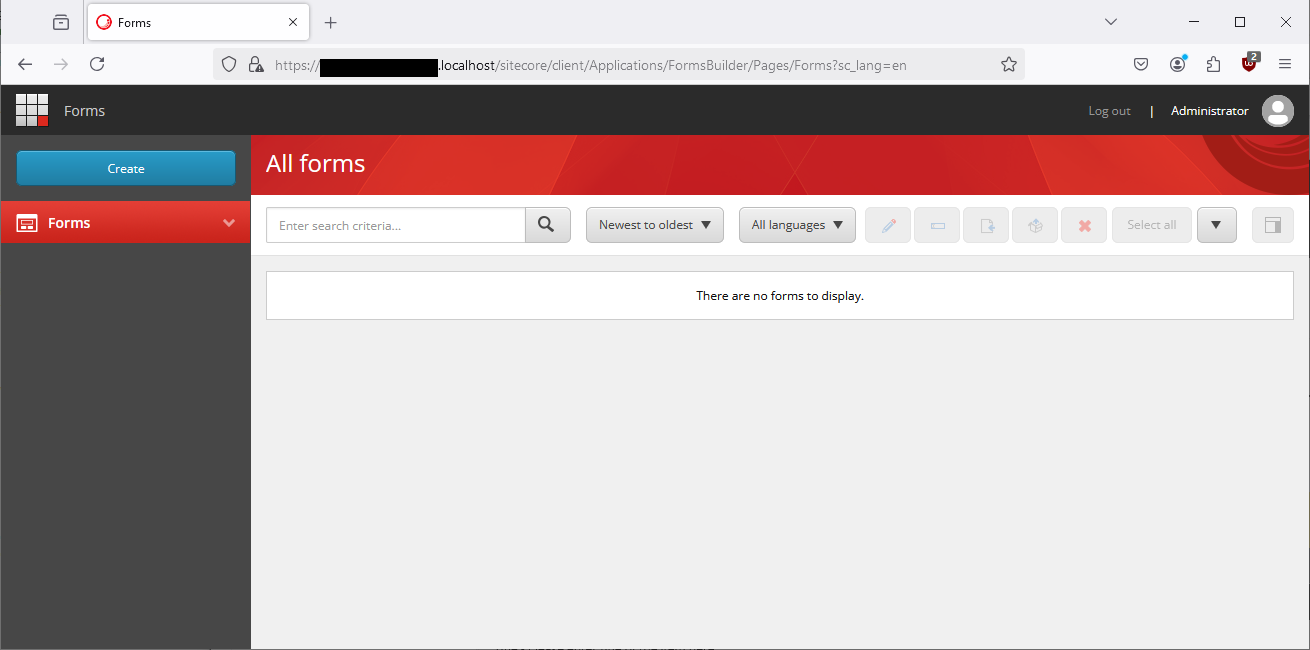 Forms
https://
.localhost/sitecore/client/Applications/FormsBuilder/Pages/Forms?sc_lang=en
2
Forms
Log out | Administrator
Create
All forms
Forms
Enter search criteria...
Newest to oldest
All languages
Select all
There are no forms to display.